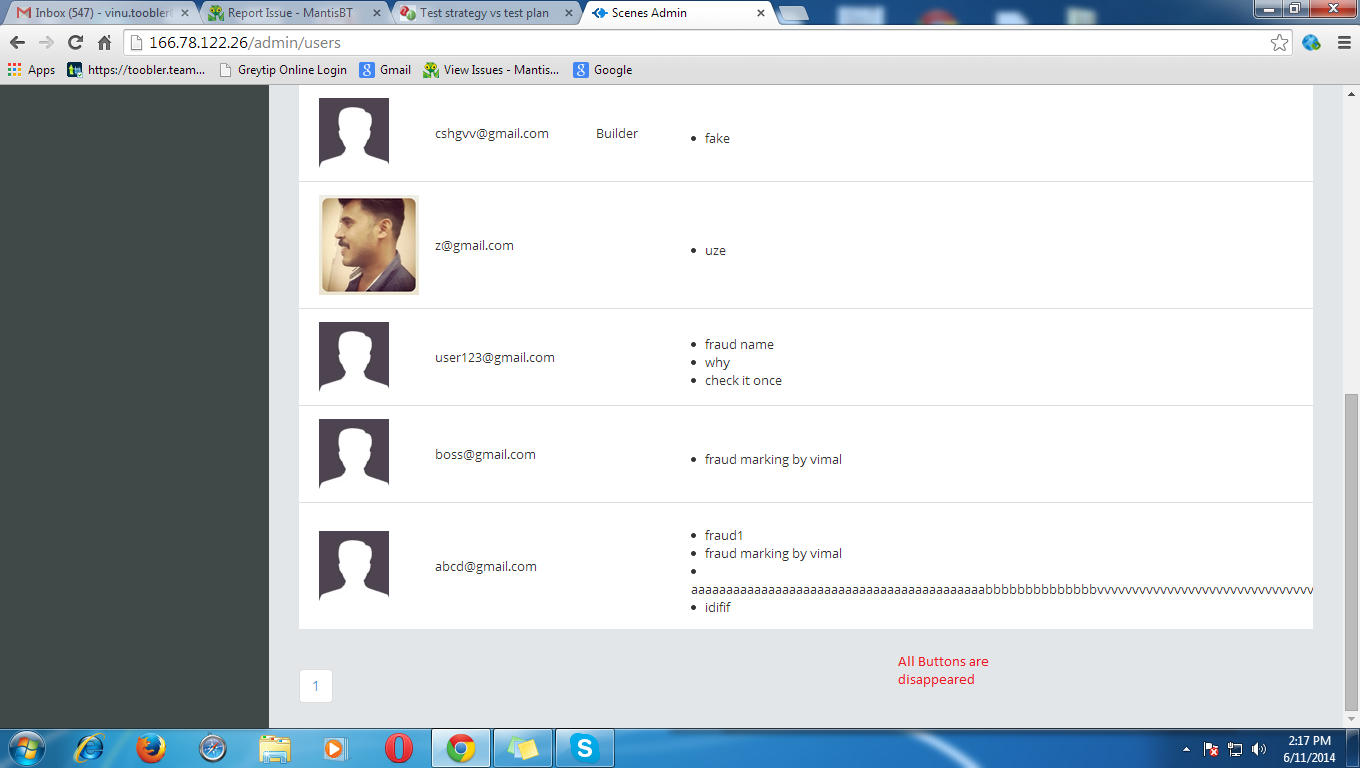 Inbox (547) - vinu.toobler
Report Issue - MantisBT
Test strategy vs test plan
Scenes Admin
166.78.122.26/admin/users
Apps
https://toobler.team...
Greytip Online Login
Gmail
View Issues - Mantis...
Google
cshgvv@gmail.com
Builder
• fake
z@gmail.com
• uze
user123@gmail.com
• fraud name
• why
• check it once
boss@gmail.com
• fraud marking by vimal
abcd@gmail.com
• fraud1
• fraud marking by vimal
•
• idifif
All Buttons are
disappeared
1
2:17 PM
6/11/2014